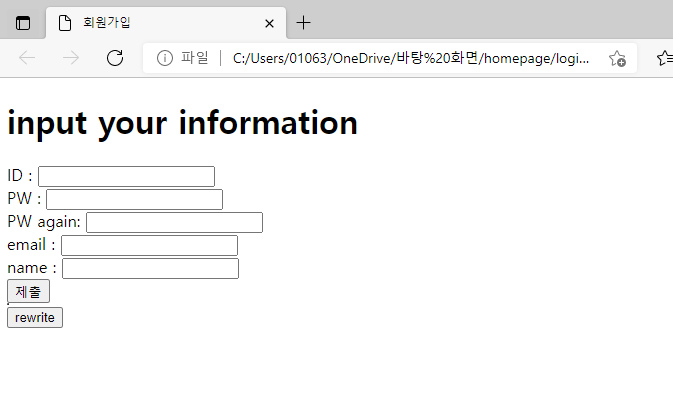 회원가입
파일 C:/Users/01063/OneDrive/바탕%20화면/homepage/logi...
input your information
ID :
PW :
PW again:
email :
name :
제출
rewrite